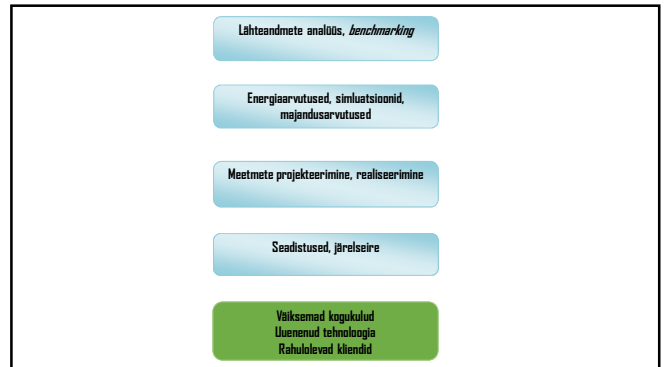 Lähteandmete analüüs, benchmarking
Energiaarvutused, simluatsioonid,
majandusarvutused
Meetmete projekteerimine, realiseerimine
Seadistused, järelseire
Väiksemad kogukulud
Uuenenud tehnoloogia
Rahulolevad kliendid